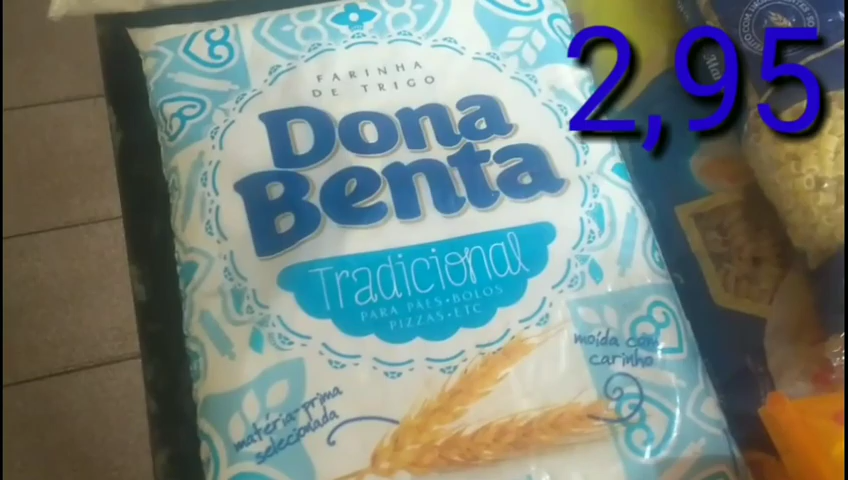 2,95
FARINHA
DE TRIGO
Dona
Benta
Tradicional
PARA PÃES • BOLOS
PIZZAS • ETC
moída com
carinho
matéria-prima
selecionada